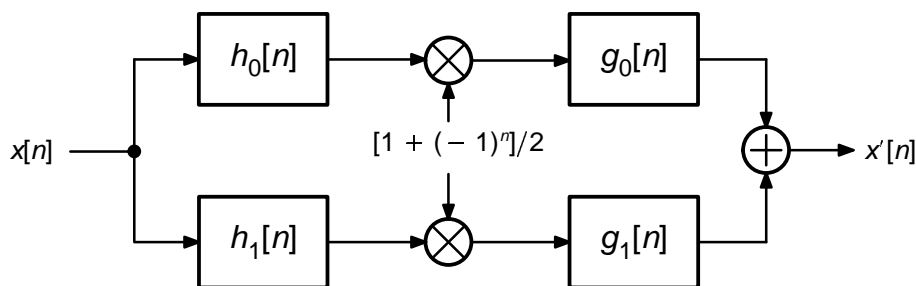 h₀[n]
g₀[n]
x[n]
[1 + (− 1)ⁿ]/2
x′[n]
h₁[n]
g₁[n]